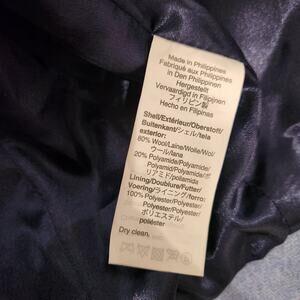 Made in Philippines
Fabriqué aux Philippines
In Den Philippinen
Hergestellt
Vervaardigd in Filipijnen
フィリピン製
Hecho en Filipinas
Shell/Extérieur/Oberstoff/
Buitenkant/シェル/tela
exterior:
80% Wool/Laine/Wolle/Wol/
ウール/lana
20% Polyamide/Polyamide/
Polyamid/Polyamide/ポ
リアミド/poliamida
Lining/Doublure/Futter/
Voering/ライニング/forro:
100% Polyester/Polyester/
Polyester/Polyester/
ポリエステル/
poliéster
Dry clean.